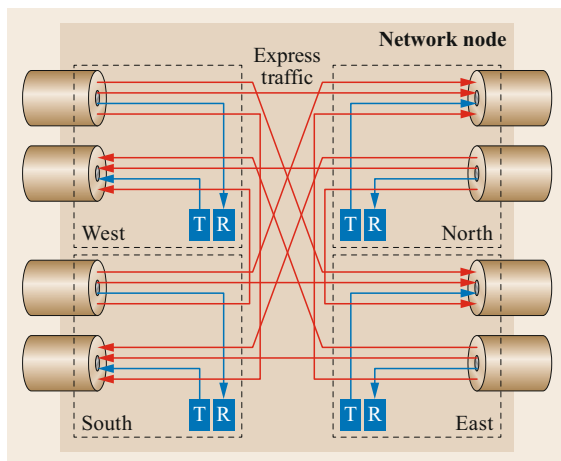 Network node
Express
traffic
T R
T R
West
North
T R
T R
South
East